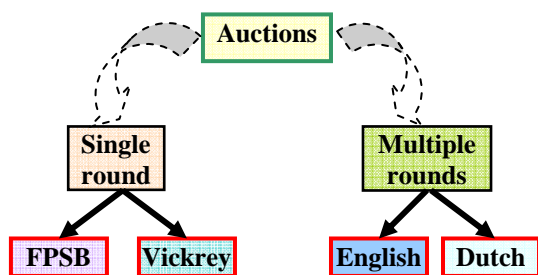 Auctions
Single
round
Multiple
rounds
FPSB
Vickrey
English
Dutch